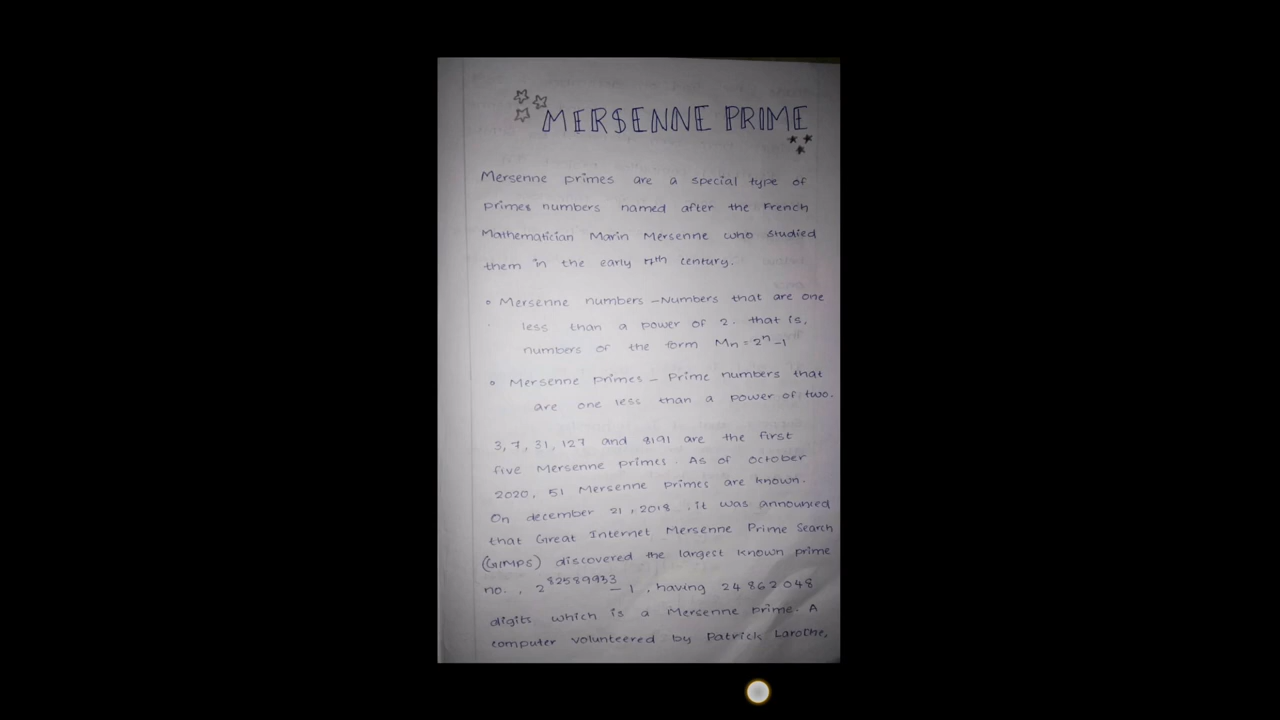 MERSENNE PRIME
Mersenne primes are a special type of
primes numbers named after the French
Mathematician Marin Mersenne who studied
them in the early 17th century.
• Mersenne numbers – Numbers that are one
less than a power of 2. that is,
numbers of the form Mn = 2ⁿ – 1
• Mersenne primes – Prime numbers that
are one less than a power of two.
3, 7, 31, 127 and 8191 are the first
five Mersenne primes. As of october
2020, 51 Mersenne primes are known.
On december 21, 2018, it was announced
that Great Internet Mersenne Prime Search
(GIMPS) discovered the largest known prime
no., 2⁸²⁵⁸⁹⁹³³ – 1, having 24 862 048
digits which is a Mersenne prime. A
computer volunteered by Patrick Laroche,